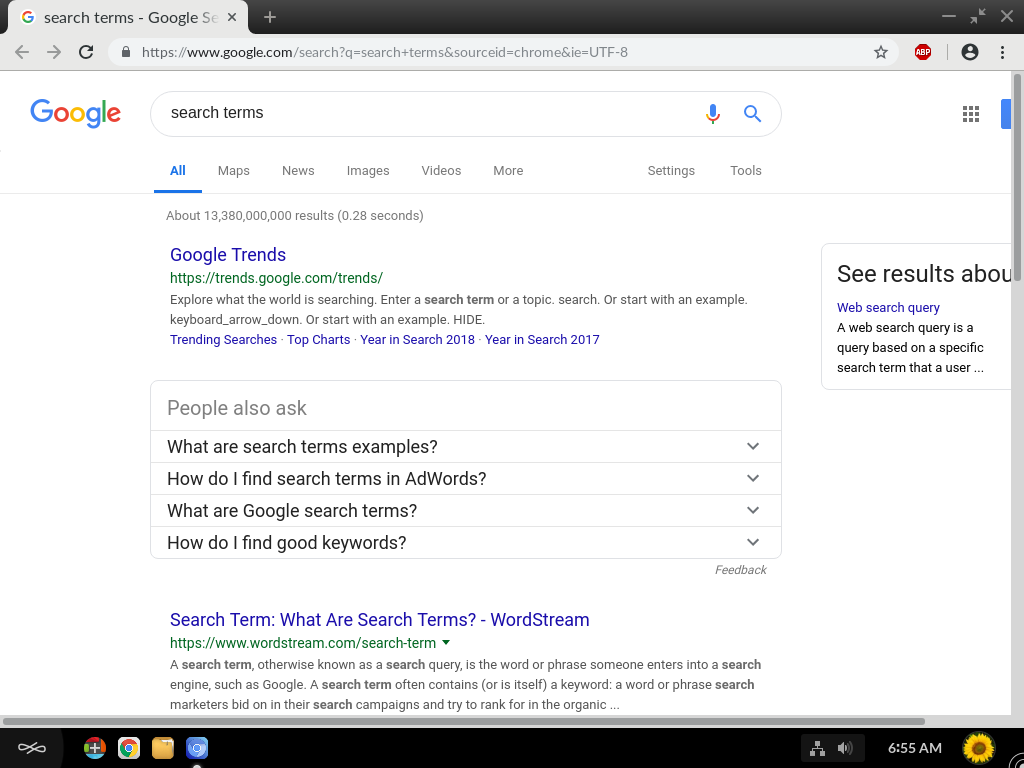 search terms - Google Se
https://www.google.com/search?q=search+terms&sourceid=chrome&ie=UTF-8
ABP
Google
search terms
All Maps News Images Videos More Settings Tools
About 13,380,000,000 results (0.28 seconds)
Google Trends
https://trends.google.com/trends/
Explore what the world is searching. Enter a search term or a topic. search. Or start with an example.
keyboard_arrow_down. Or start with an example. HIDE.
Trending Searches · Top Charts · Year in Search 2018 · Year in Search 2017
See results abou
Web search query
A web search query is a
query based on a specific
search term that a user ...
People also ask
What are search terms examples?
How do I find search terms in AdWords?
What are Google search terms?
How do I find good keywords?
Feedback
Search Term: What Are Search Terms? - WordStream
https://www.wordstream.com/search-term
A search term, otherwise known as a search query, is the word or phrase someone enters into a search
engine, such as Google. A search term often contains (or is itself) a keyword: a word or phrase search
marketers bid on in their search campaigns and try to rank for in the organic ...
6:55 AM